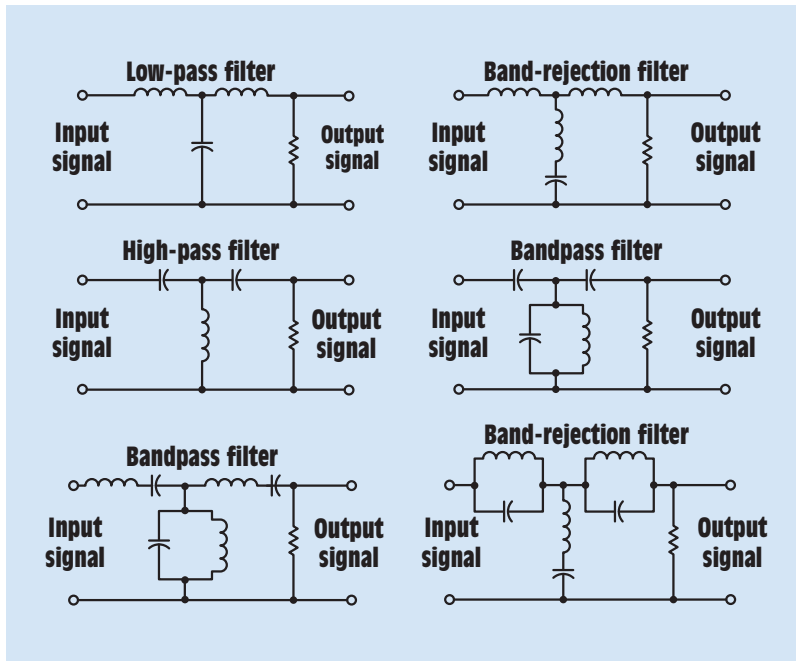 Low-pass filter
Input
signal
Output
signal
Band-rejection filter
Input
signal
Output
signal
High-pass filter
Input
signal
Output
signal
Bandpass filter
Input
signal
Output
signal
Bandpass filter
Input
signal
Output
signal
Band-rejection filter
Input
signal
Output
signal